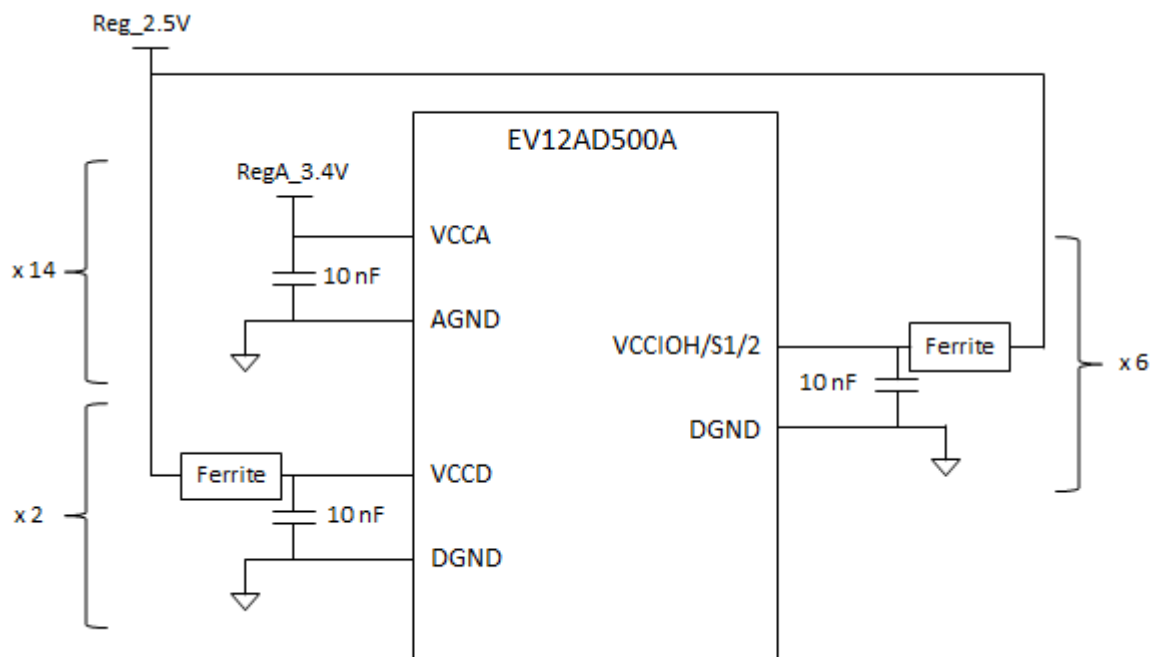 Reg_2.5V
EV12AD500A
RegA_3.4V
VCCA
x 14
10 nF
AGND
VCCIOH/S1/2
Ferrite
x 6
10 nF
DGND
Ferrite
VCCD
x 2
10 nF
DGND